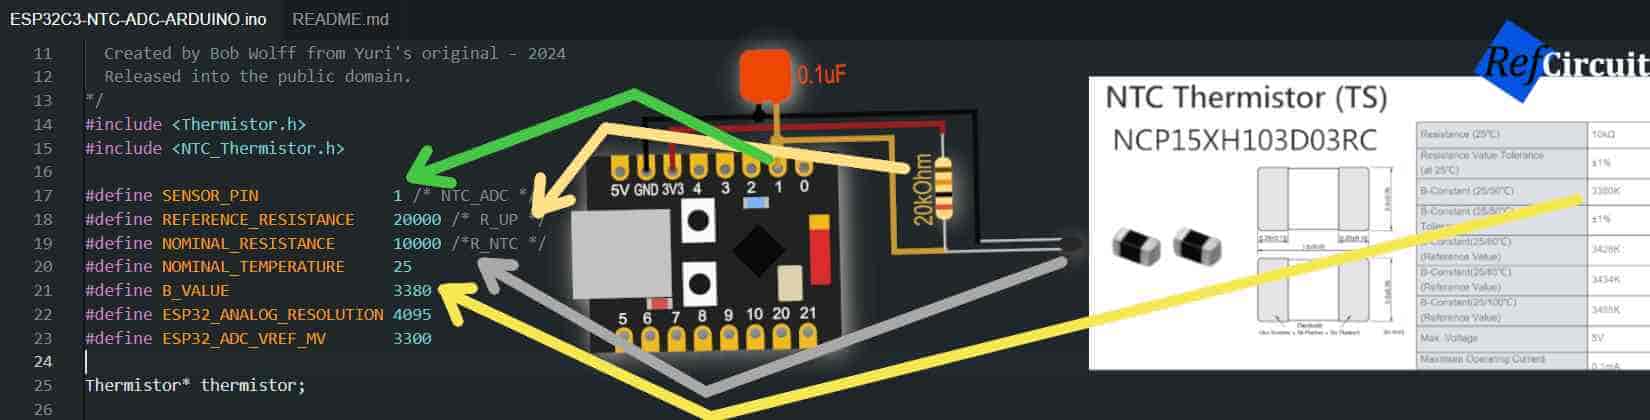 ESP32C3-NTC-ADC-ARDUINO.ino
README.md
11 Created by Bob Wolff from Yuri's original - 2024
12 Released into the public domain.
13 */
14 #include <Thermistor.h>
15 #include <NTC_Thermistor.h>
16
17 #define SENSOR_PIN 1 /* NTC_ADC *
18 #define REFERENCE_RESISTANCE 20000 /* R_UP */
19 #define NOMINAL_RESISTANCE 10000 /*R_NTC */
20 #define NOMINAL_TEMPERATURE 25
21 #define B_VALUE 3380
22 #define ESP32_ANALOG_RESOLUTION 4095
23 #define ESP32_ADC_VREF_MV 3300
24
25 Thermistor* thermistor;
26
0.1uF
5V GND 3V3 4 3 2 1 0
20kOhm
5 6 7 8 9 10 20 21
RefCircuit
NTC Thermistor (TS)
NCP15XH103D03RC
Resistance (25℃) 10kΩ
Resistance Value Tolerance
(at 25℃) ±1%
B-Constant (25/50℃) 3380K
B-Constant (25/50℃)
±1%
B-Constant(25/80℃)
(Reference Value) 3428K
B-Constant(25/85℃)
(Reference Value) 3434K
B-Constant(25/100℃)
(Reference Value) 3455K
Max. Voltage 5V
Maximum Operating Current
0.1mA